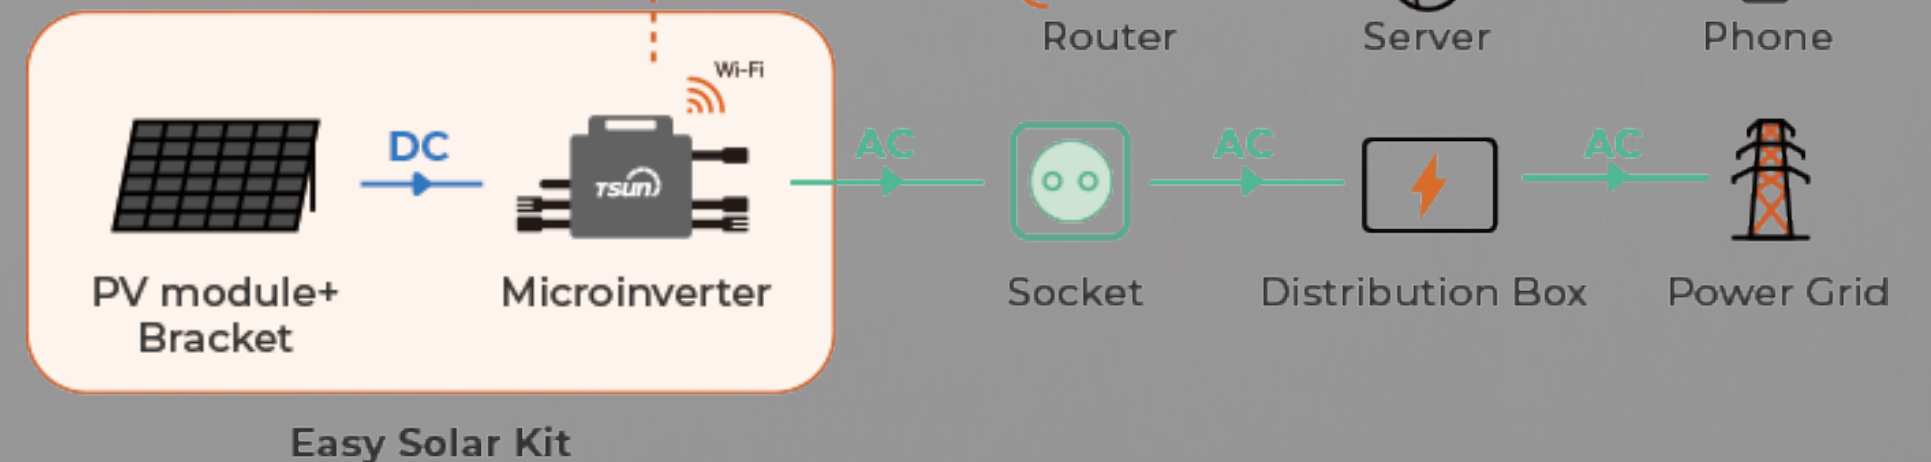 Router
Server
Phone
Wi-Fi
DC
TSUN
AC
AC
AC
PV module+
Bracket
Microinverter
Socket
Distribution Box
Power Grid
Easy Solar Kit